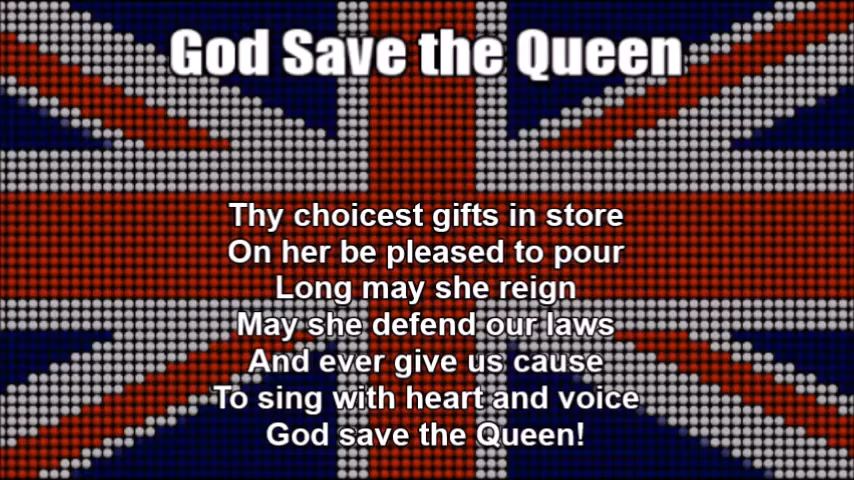 God Save the Queen
Thy choicest gifts in store
On her be pleased to pour
Long may she reign
May she defend our laws
And ever give us cause
To sing with heart and voice
God save the Queen!